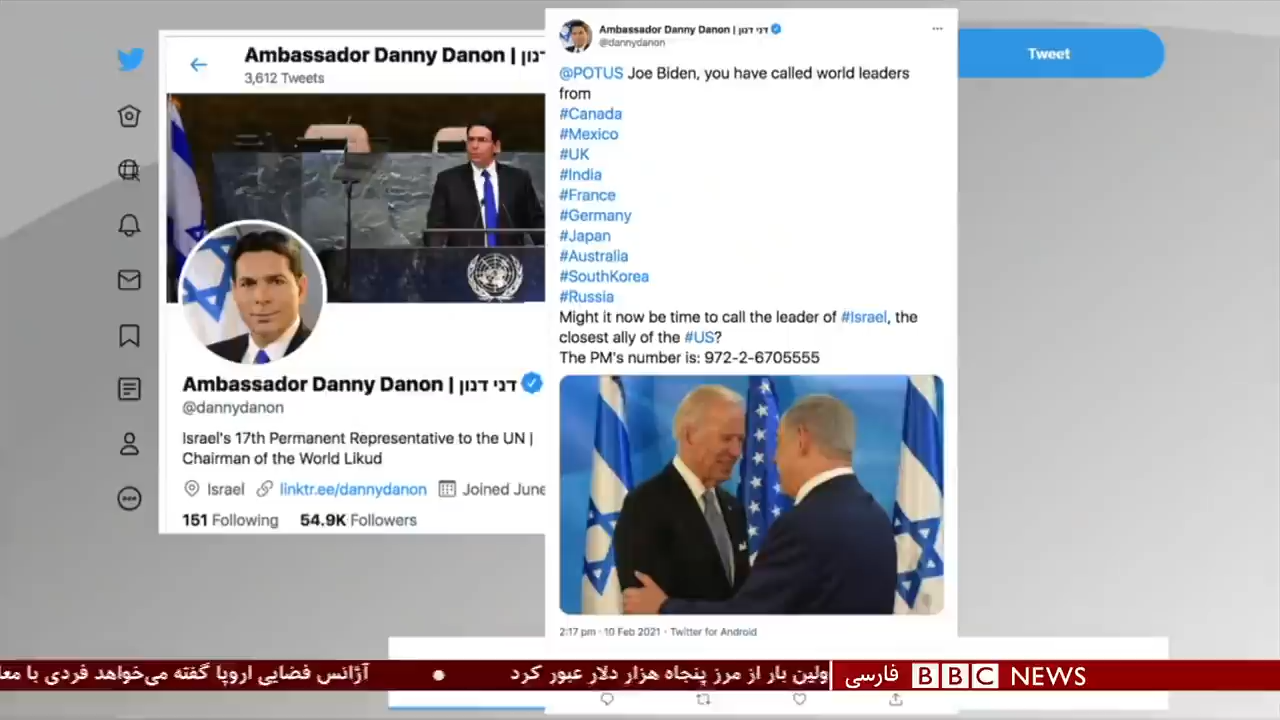 Ambassador Danny Danon | דנון
3,612 Tweets
Ambassador Danny Danon | דני דנון
@dannydanon
Israel's 17th Permanent Representative to the UN |
Chairman of the World Likud
Israel linktr.ee/dannydanon Joined June
151 Following 54.9K Followers
Ambassador Danny Danon | דני דנון
@dannydanon
@POTUS Joe Biden, you have called world leaders
from
#Canada
#Mexico
#UK
#India
#France
#Germany
#Japan
#Australia
#SouthKorea
#Russia
Might it now be time to call the leader of #Israel, the
closest ally of the #US?
The PM's number is: 972-2-6705555
2:17 pm · 10 Feb 2021 · Twitter for Android
Tweet
BBC NEWS فارسی
ولین بار از مرز پنجاه هزار دلار عبور کرد • آژانس فضایی اروپا گفته می‌خواهد فردی با معا